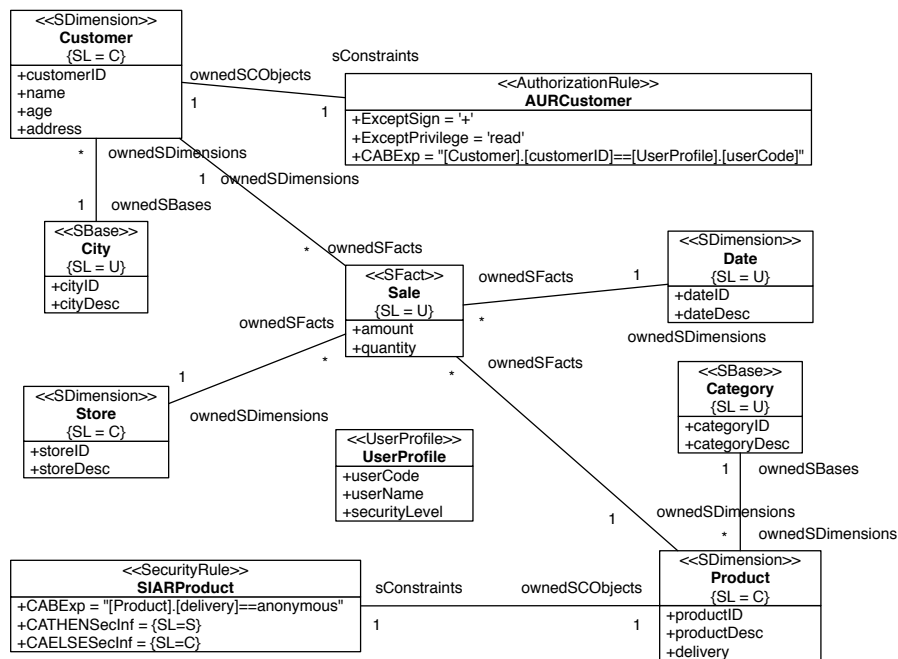 <<SDimension>>
Customer
{SL = C}
+customerID
+name
+age
+address
ownedSCObjects
1
sConstraints
1
<<AuthorizationRule>>
AURCustomer
+ExceptSign = '+'
+ExceptPrivilege = 'read'
+CABExp = "[Customer].[customerID]==[UserProfile].[userCode]"
* ownedSDimensions
1 ownedSDimensions
1 ownedSBases
<<SBase>>
City
{SL = U}
+cityID
+cityDesc
* ownedSFacts
<<SFact>>
Sale
{SL = U}
+amount
+quantity
ownedSFacts
*
1
ownedSDimensions
<<SDimension>>
Date
{SL = U}
+dateID
+dateDesc
ownedSFacts
*
1
ownedSDimensions
<<SDimension>>
Store
{SL = C}
+storeID
+storeDesc
ownedSFacts
*
<<SBase>>
Category
{SL = U}
+categoryID
+categoryDesc
<<UserProfile>>
UserProfile
+userCode
+userName
+securityLevel
1 ownedSBases
ownedSDimensions
1
* ownedSDimensions
<<SDimension>>
Product
{SL = C}
+productID
+productDesc
+delivery
<<SecurityRule>>
SIARProduct
+CABExp = "[Product].[delivery]==anonymous"
+CATHENSecInf = {SL=S}
+CAELSESecInf = {SL=C}
sConstraints
1
ownedSCObjects
1